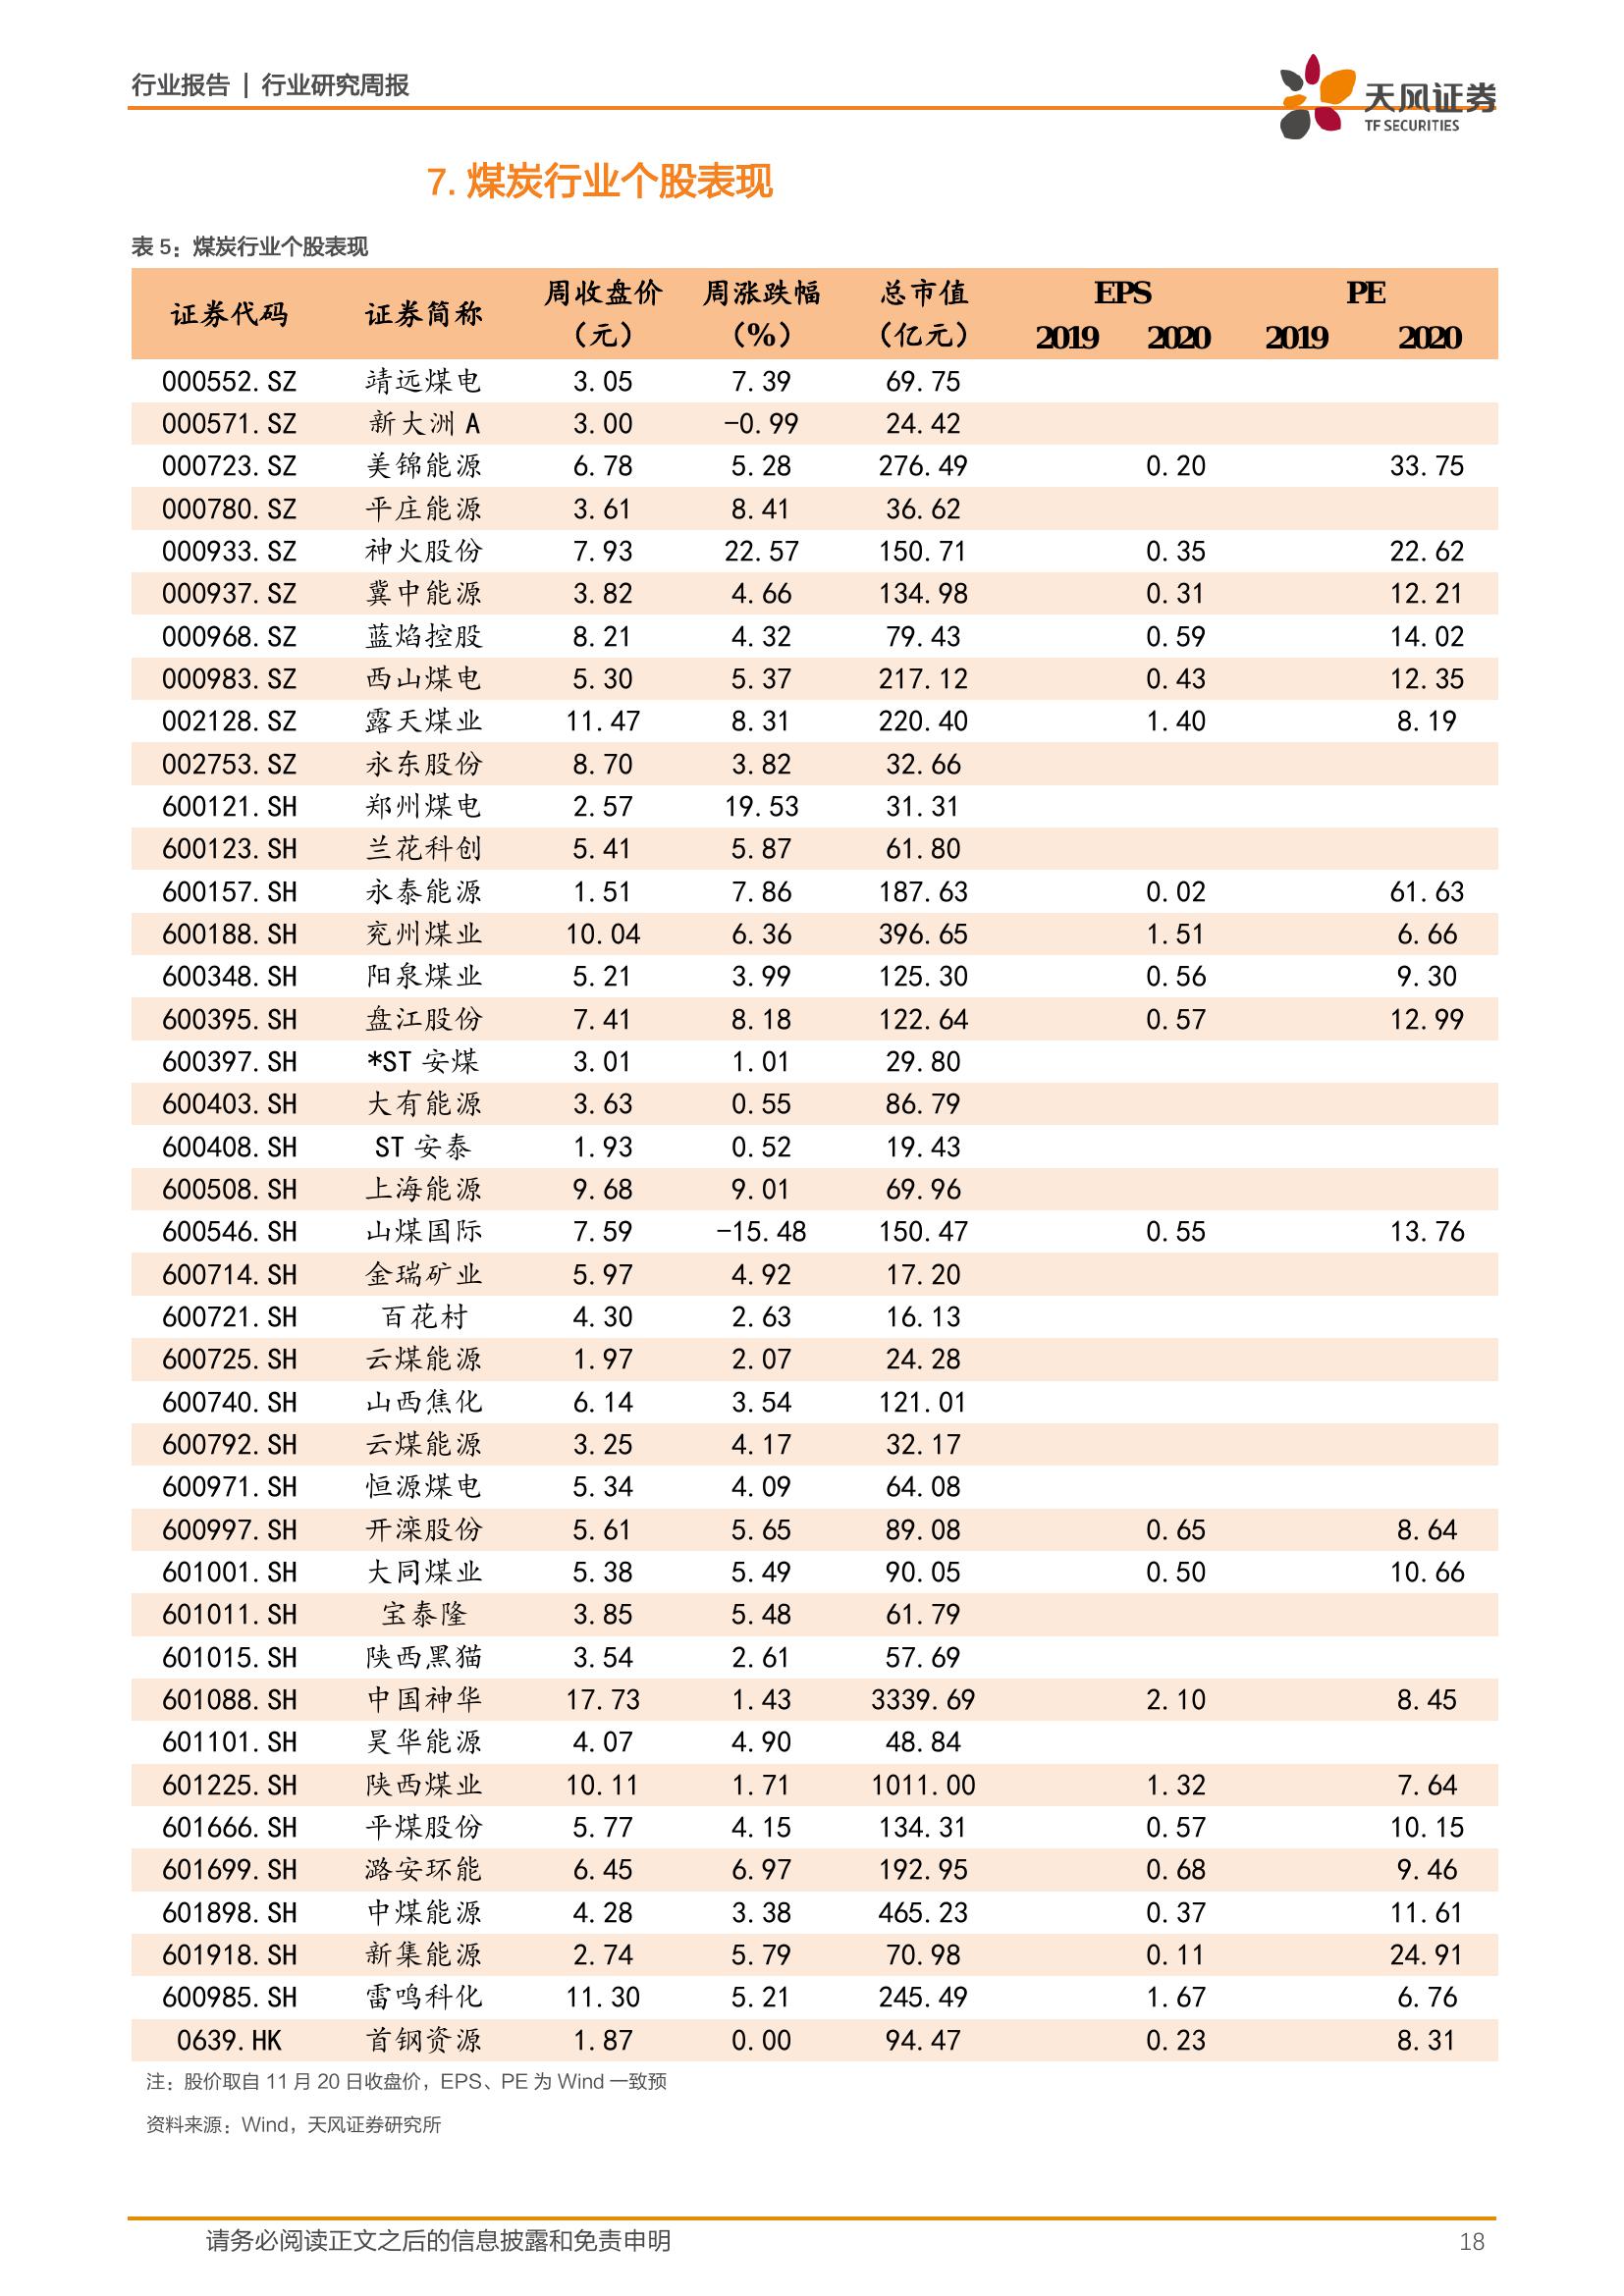 行业报告 | 行业研究周报
天风证券
TF SECURITIES
7. 煤炭行业个股表现
表 5：煤炭行业个股表现
证券代码 证券简称 周收盘价（元） 周涨跌幅（%） 总市值（亿元） EPS PE
2019 2020 2019 2020
000552.SZ 靖远煤电 3.05 7.39 69.75
000571.SZ 新大洲 A 3.00 -0.99 24.42
000723.SZ 美锦能源 6.78 5.28 276.49 0.20 33.75
000780.SZ 平庄能源 3.61 8.41 36.62
000933.SZ 神火股份 7.93 22.57 150.71 0.35 22.62
000937.SZ 冀中能源 3.82 4.66 134.98 0.31 12.21
000968.SZ 蓝焰控股 8.21 4.32 79.43 0.59 14.02
000983.SZ 西山煤电 5.30 5.37 217.12 0.43 12.35
002128.SZ 露天煤业 11.47 8.31 220.40 1.40 8.19
002753.SZ 永东股份 8.70 3.82 32.66
600121.SH 郑州煤电 2.57 19.53 31.31
600123.SH 兰花科创 5.41 5.87 61.80
600157.SH 永泰能源 1.51 7.86 187.63 0.02 61.63
600188.SH 兖州煤业 10.04 6.36 396.65 1.51 6.66
600348.SH 阳泉煤业 5.21 3.99 125.30 0.56 9.30
600395.SH 盘江股份 7.41 8.18 122.64 0.57 12.99
600397.SH *ST 安煤 3.01 1.01 29.80
600403.SH 大有能源 3.63 0.55 86.79
600408.SH ST 安泰 1.93 0.52 19.43
600508.SH 上海能源 9.68 9.01 69.96
600546.SH 山煤国际 7.59 -15.48 150.47 0.55 13.76
600714.SH 金瑞矿业 5.97 4.92 17.20
600721.SH 百花村 4.30 2.63 16.13
600725.SH 云煤能源 1.97 2.07 24.28
600740.SH 山西焦化 6.14 3.54 121.01
600792.SH 云煤能源 3.25 4.17 32.17
600971.SH 恒源煤电 5.34 4.09 64.08
600997.SH 开滦股份 5.61 5.65 89.08 0.65 8.64
601001.SH 大同煤业 5.38 5.49 90.05 0.50 10.66
601011.SH 宝泰隆 3.85 5.48 61.79
601015.SH 陕西黑猫 3.54 2.61 57.69
601088.SH 中国神华 17.73 1.43 3339.69 2.10 8.45
601101.SH 昊华能源 4.07 4.90 48.84
601225.SH 陕西煤业 10.11 1.71 1011.00 1.32 7.64
601666.SH 平煤股份 5.77 4.15 134.31 0.57 10.15
601699.SH 潞安环能 6.45 6.97 192.95 0.68 9.46
601898.SH 中煤能源 4.28 3.38 465.23 0.37 11.61
601918.SH 新集能源 2.74 5.79 70.98 0.11 24.91
600985.SH 雷鸣科化 11.30 5.21 245.49 1.67 6.76
0639.HK 首钢资源 1.87 0.00 94.47 0.23 8.31
注：股价取自 11 月 20 日收盘价，EPS、PE 为 Wind 一致预
资料来源：Wind，天风证券研究所
请务必阅读正文之后的信息披露和免责申明 18